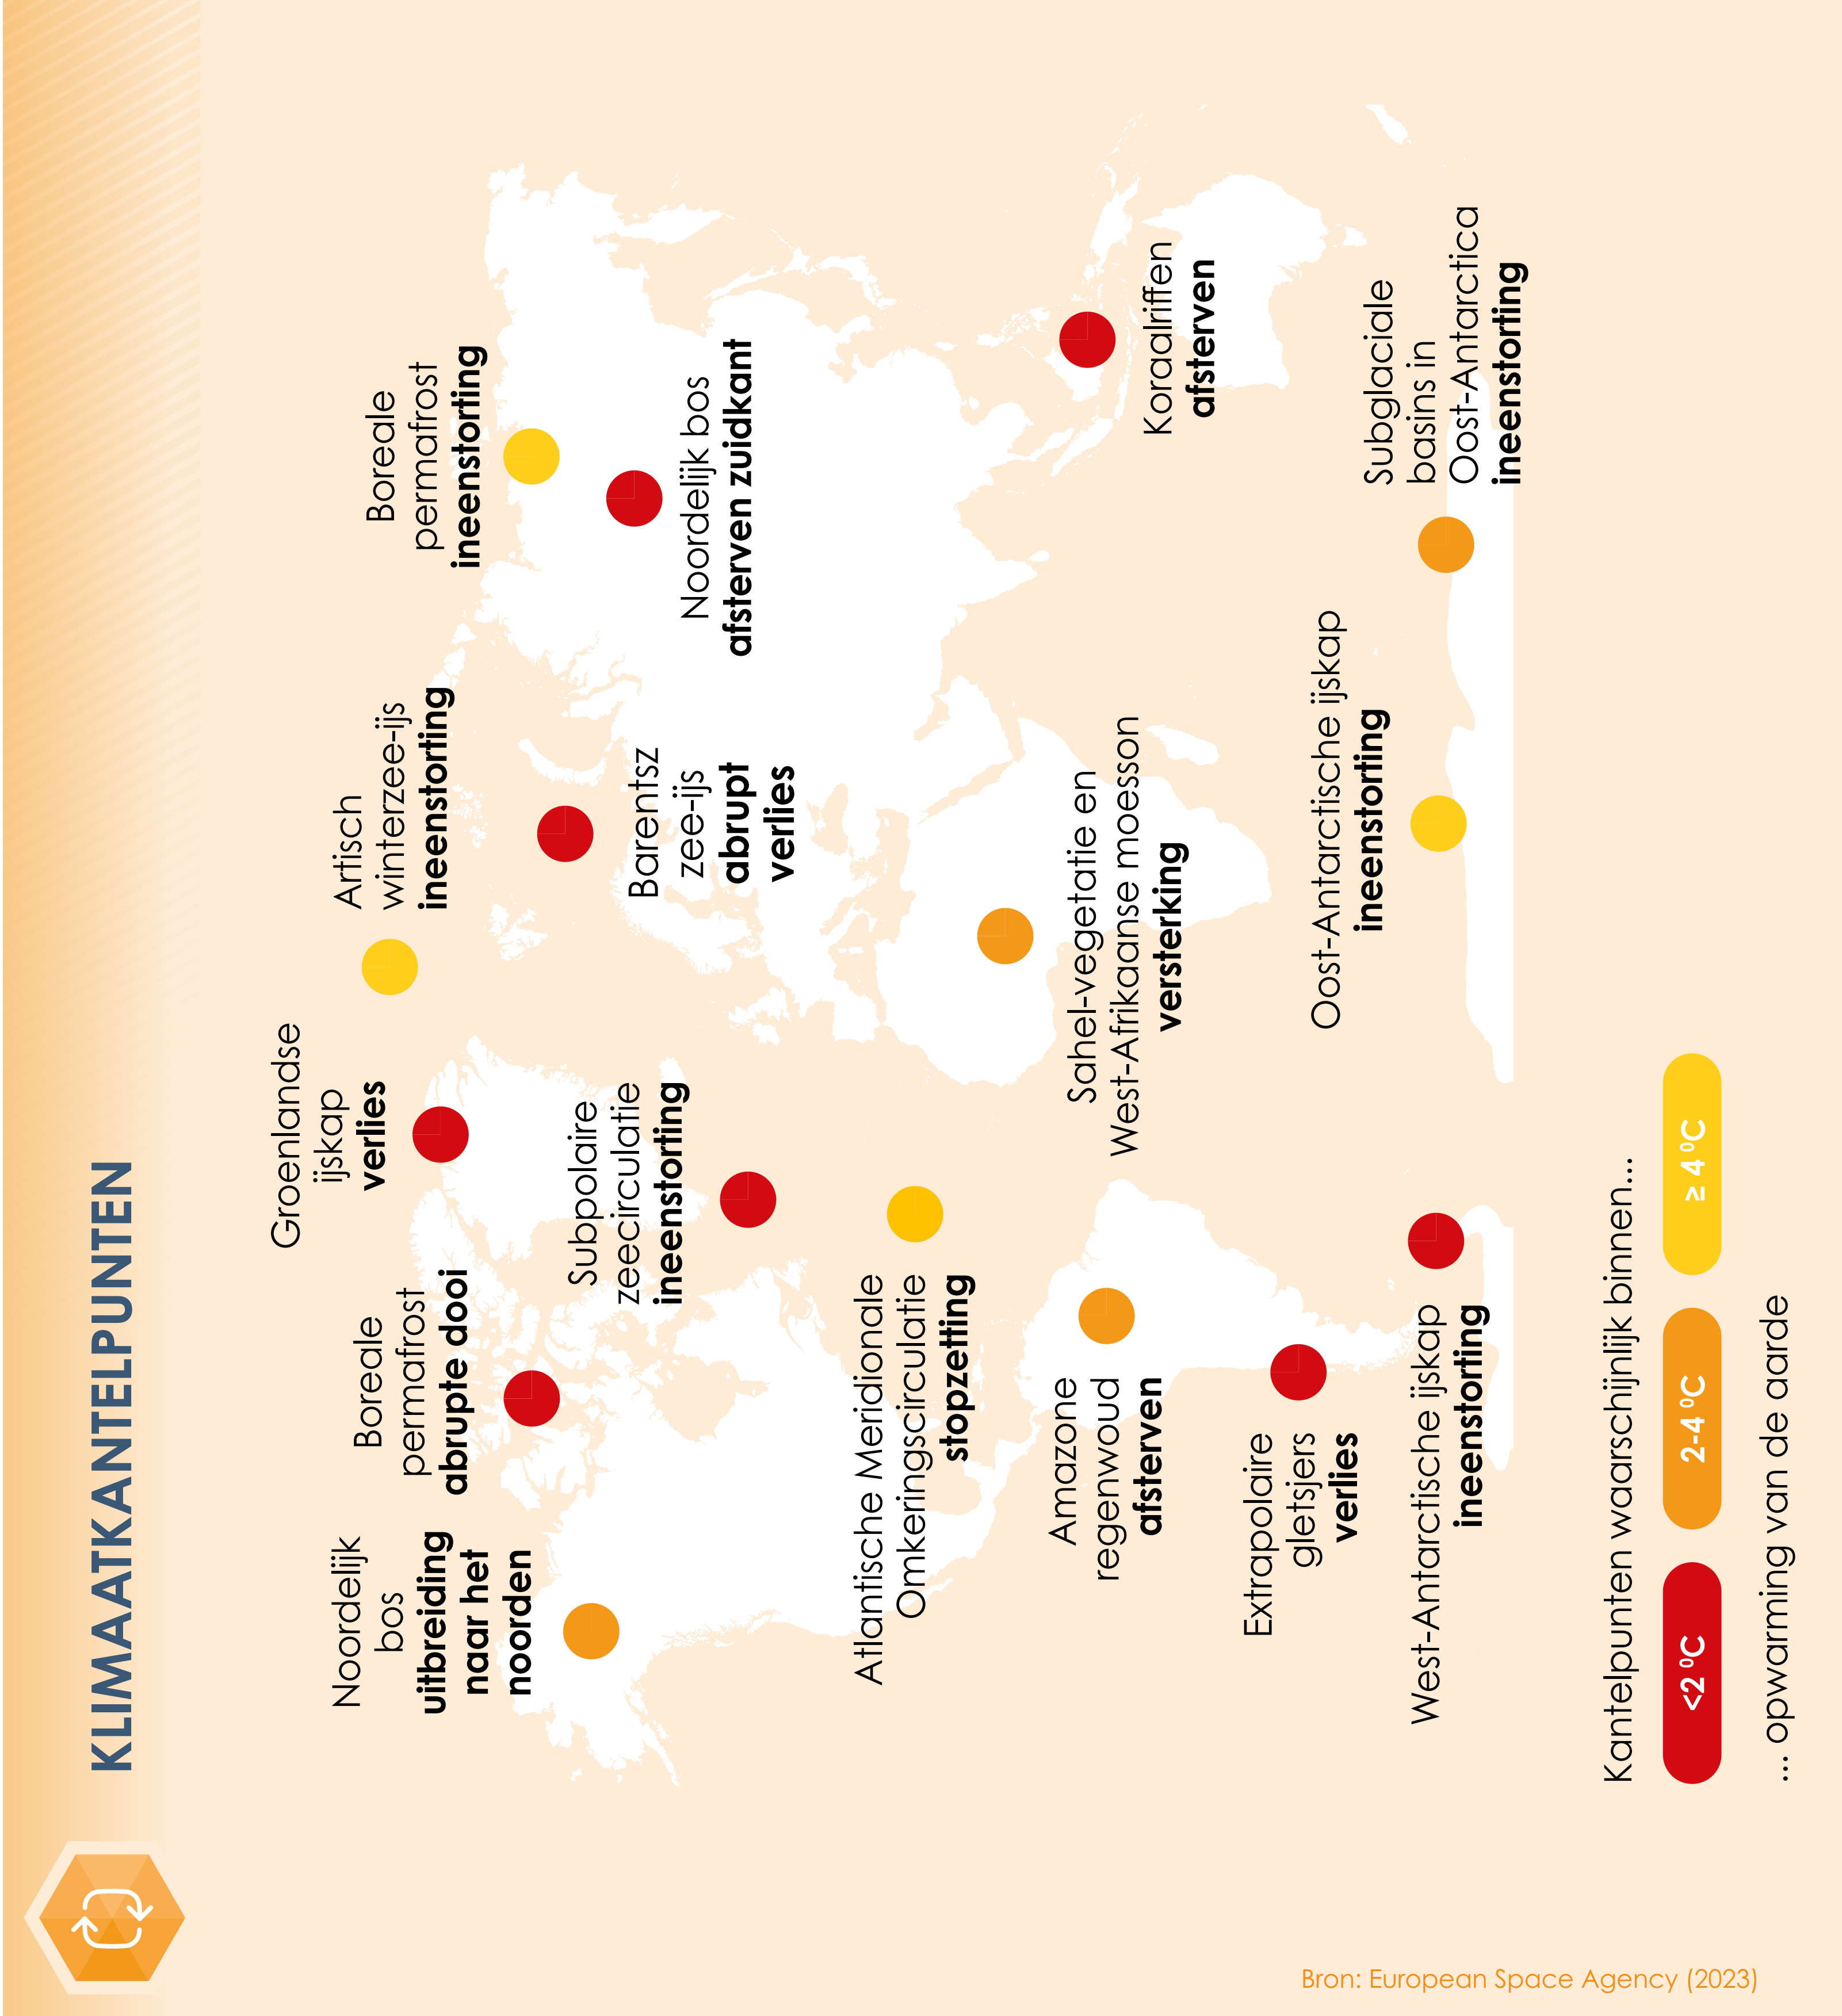 KLIMAATKANTELPUNTEN
Groenlandse
ijskap
verlies
Artisch
winterzee-ijs
ineenstorting
Boreale
permafrost
ineenstorting
Noordelijk
bos
uitbreiding
naar het
noorden
Boreale
permafrost
abrupte dooi
Subpolaire
zeecirculatie
ineenstorting
Barentsz
zee-ijs
abrupt
verlies
Noordelijk bos
afsterven zuidkant
Atlantische Meridionale
Omkeringscirculatie
stopzetting
Amazone
regenwoud
afsterven
Sahel-vegetatie en
West-Afrikaanse moesson
versterking
Koraalriffen
afsterven
Extrapolaire
gletsjers
verlies
Oost-Antarctische ijskap
ineenstorting
Subglaciale
basins in
Oost-Antarctica
ineenstorting
West-Antarctische ijskap
ineenstorting
Kantelpunten waarschijnlijk binnen...
<2 ⁰C
2-4 ⁰C
≥ 4 ⁰C
... opwarming van de aarde
Bron: European Space Agency (2023)